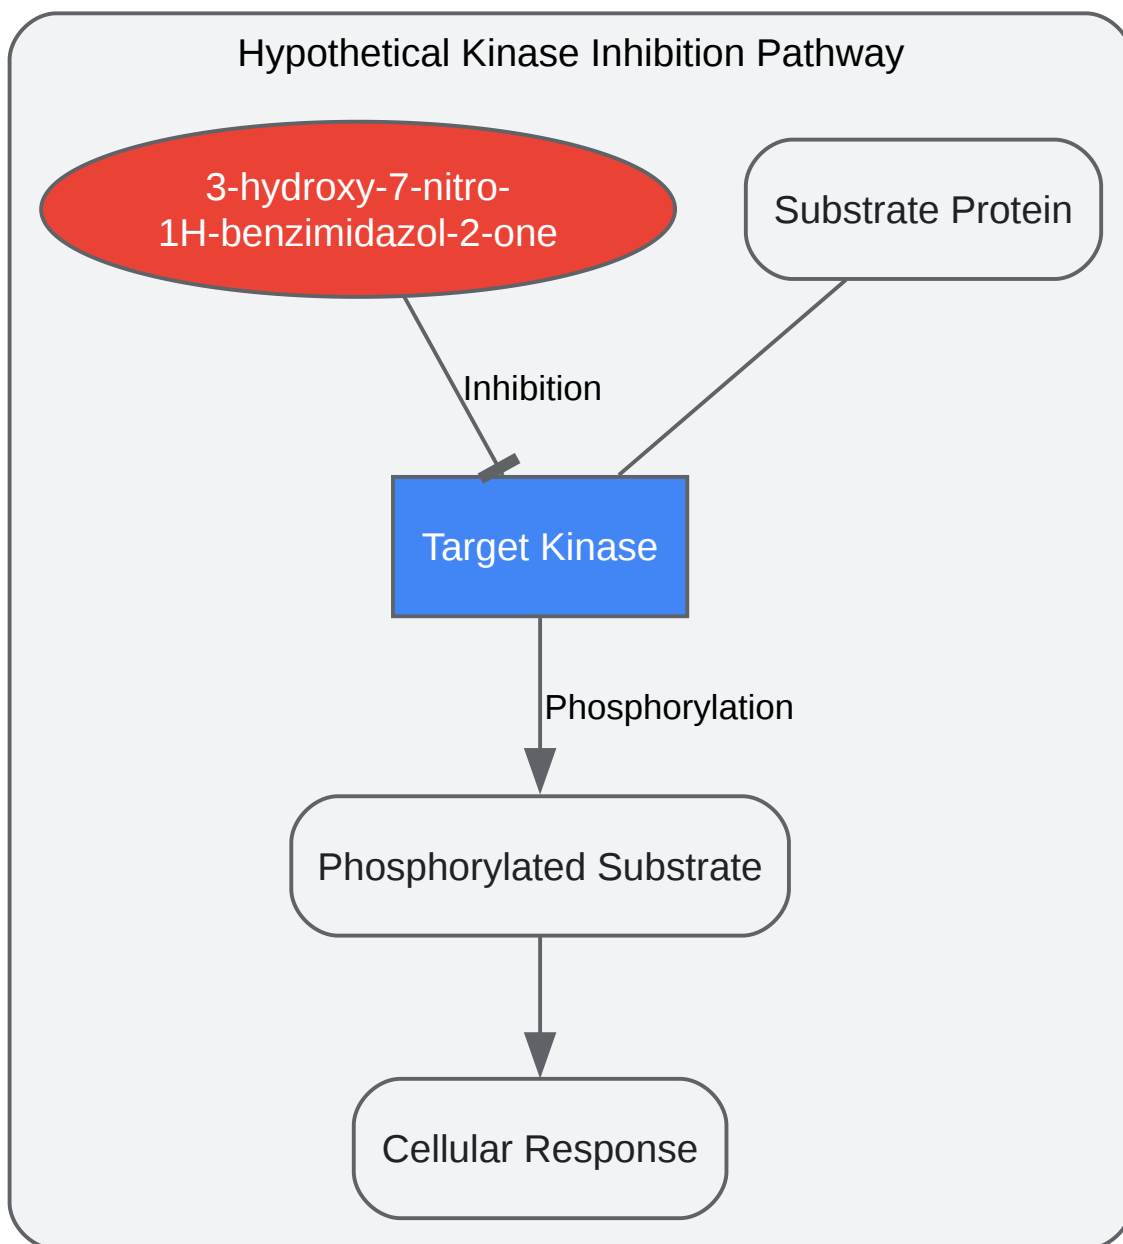 Hypothetical Kinase Inhibition Pathway
3-hydroxy-7-nitro-
1H-benzimidazol-2-one
Substrate Protein
Inhibition
Target Kinase
Phosphorylation
Phosphorylated Substrate
Cellular Response